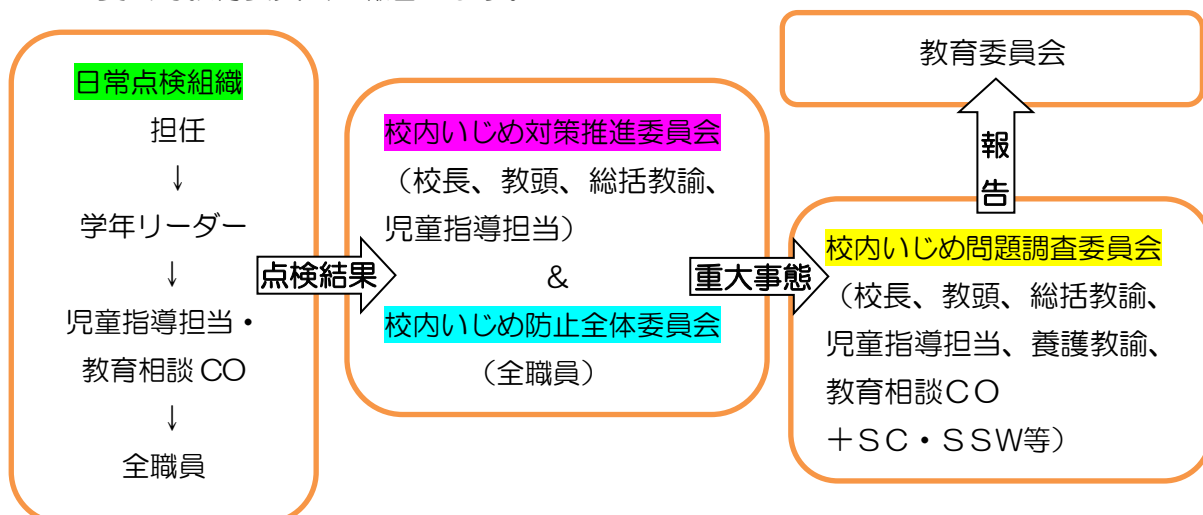 日常点検組織
担任
↓
学年リーダー
↓
児童指導担当・
教育相談 CO
↓
全職員
点検結果
校内いじめ対策推進委員会
（校長、教頭、総括教諭、
児童指導担当）
&
校内いじめ防止全体委員会
（全職員）
重大事態
校内いじめ問題調査委員会
（校長、教頭、総括教諭、
児童指導担当、養護教諭、
教育相談ＣＯ
＋ＳＣ・ＳＳＷ等）
報告
教育委員会